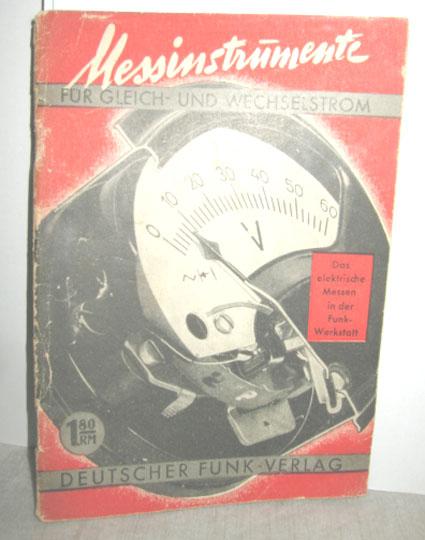 Messinstrumente
FÜR GLEICH- UND WECHSELSTROM
0 10 20 30 40 50 60
V
Das
elektrische
Messen
in der
Funk-
Werkstatt
1 80
RM
DEUTSCHER FUNK-VERLAG